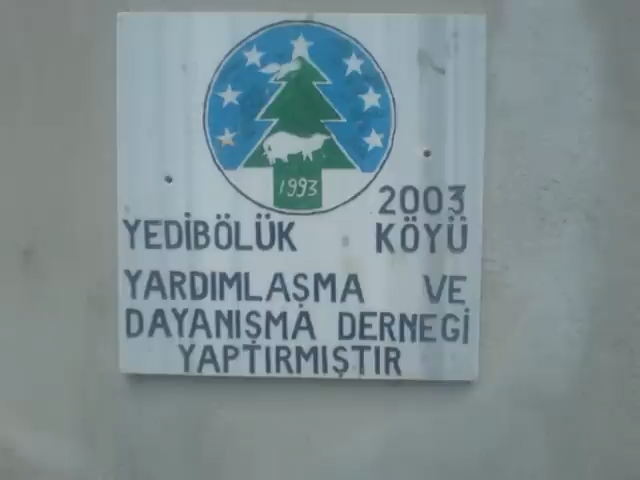 1993
2003
YEDİBÖLÜK KÖYÜ
YARDIMLAŞMA VE
DAYANIŞMA DERNEGİ
YAPTIRMIŞTIR